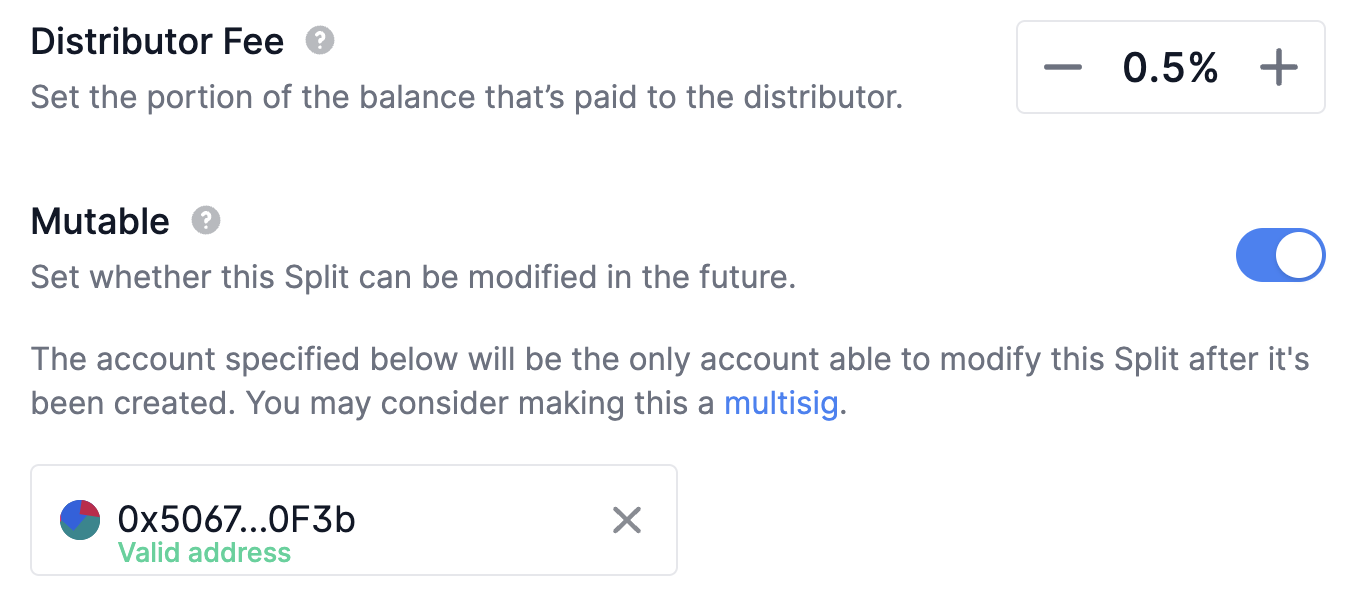 Distributor Fee
Set the portion of the balance that’s paid to the distributor.
0.5%
Mutable
Set whether this Split can be modified in the future.
The account specified below will be the only account able to modify this Split after it's
been created. You may consider making this a multisig.
0x5067...0F3b
Valid address